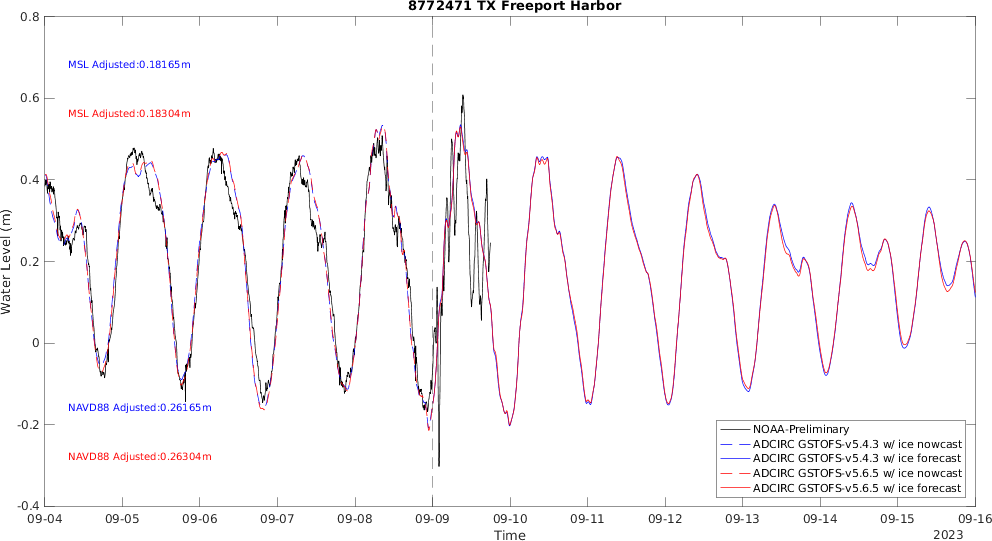 8772471 TX Freeport Harbor
0.8
0.6
0.4
0.2
0
-0.2
-0.4
Water Level (m)
MSL Adjusted:0.18165m
MSL Adjusted:0.18304m
NAVD88 Adjusted:0.26165m
NAVD88 Adjusted:0.26304m
NOAA-Preliminary
ADCIRC GSTOFS-v5.4.3 w/ ice nowcast
ADCIRC GSTOFS-v5.4.3 w/ ice forecast
ADCIRC GSTOFS-v5.6.5 w/ ice nowcast
ADCIRC GSTOFS-v5.6.5 w/ ice forecast
09-04 09-05 09-06 09-07 09-08 09-09 09-10 09-11 09-12 09-13 09-14 09-15 09-16
Time
2023